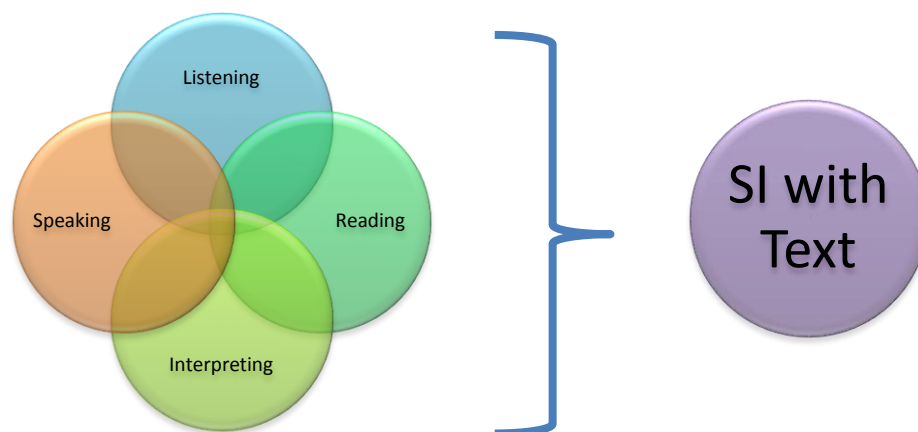 Listening
Speaking
Reading
Interpreting
SI with
Text